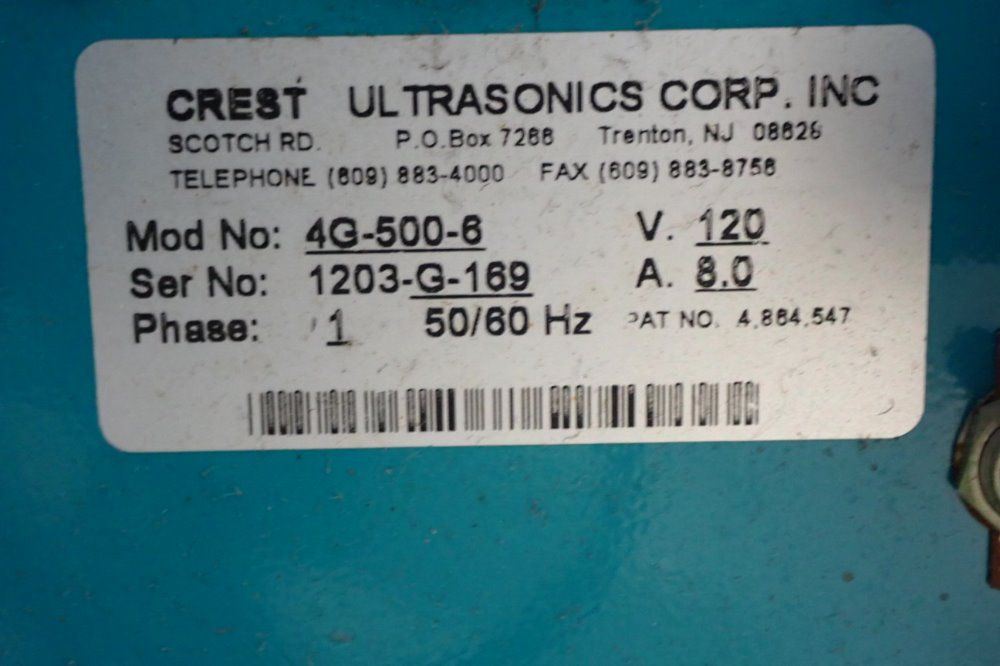 CREST ULTRASONICS CORP. INC
SCOTCH RD. P.O.Box 7266 Trenton, NJ 08628
TELEPHONE (609) 883-4000 FAX (609) 883-8756
Mod No: 4G-500-6 V. 120
Ser No: 1203-G-169 A. 8.0
Phase: 1 50/60 Hz PAT NO. 4,864,547